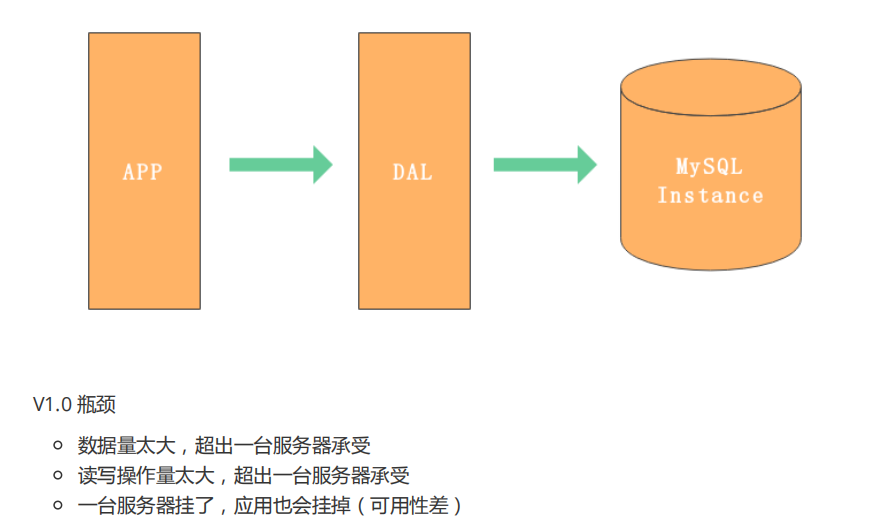 APP
DAL
MySQL
Instance
V1.0 瓶颈
数据量太大，超出一台服务器承受
读写操作量太大，超出一台服务器承受
一台服务器挂了，应用也会挂掉（可用性差）